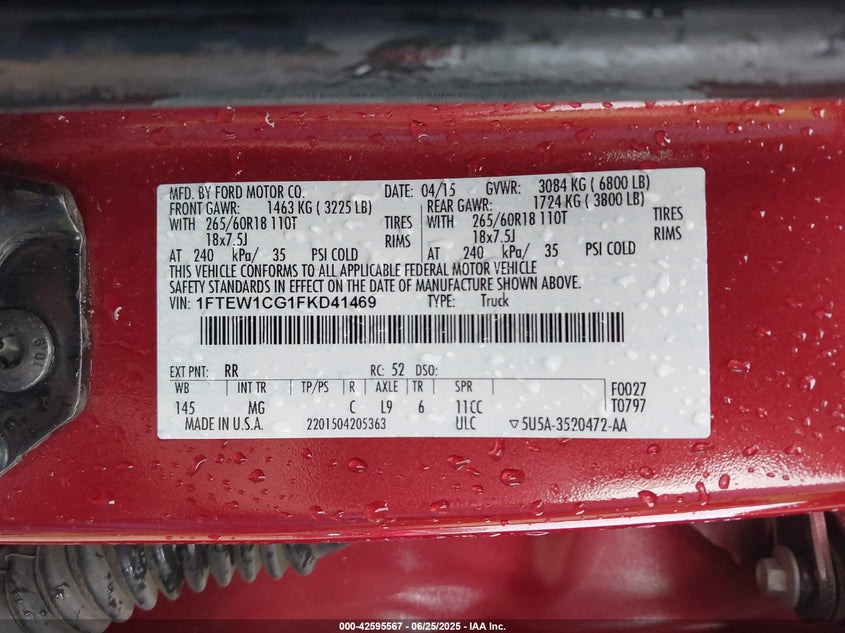 MFD. BY FORD MOTOR CO. DATE: 04/15 GVWR: 3084 KG ( 6800 LB)
FRONT GAWR: 1463 KG ( 3225 LB) REAR GAWR: 1724 KG ( 3800 LB)
WITH 265/60R18 110T TIRES WITH 265/60R18 110T TIRES
18x7.5J RIMS 18x7.5J RIMS
AT 240 kPa/ 35 PSI COLD AT 240 kPa/ 35 PSI COLD
THIS VEHICLE CONFORMS TO ALL APPLICABLE FEDERAL MOTOR VEHICLE
SAFETY STANDARDS IN EFFECT ON THE DATE OF MANUFACTURE SHOWN ABOVE.
VIN: 1FTEW1CG1FKD41469 TYPE: Truck
EXT PNT: RR RC: 52 DSO:
WB INT TR TP/PS R AXLE TR SPR F0027
145 MG C L9 6 11CC T0797
MADE IN U.S.A. 2201504205363 ULC ▽5U5A-3520472-AA
10.9
000-42595567 - 06/25/2025 - IAA Inc.